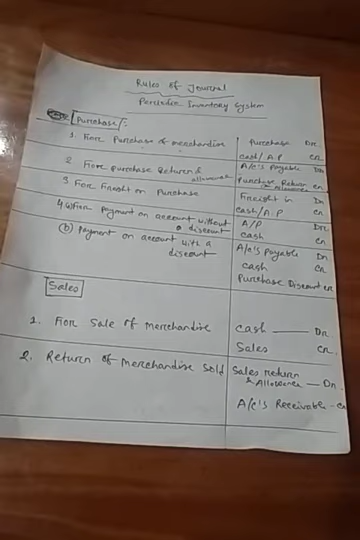 Rules of Journal
Periodic Inventory System
Purchase/:-
1. For Purchase of merchandise
Purchase Dr.
cash/A.P cr.
2 For purchase Return & allowance
A/c's Payable Dr.
Purchase Return & allowance cr.
3 For Freight on Purchase
Freight in Dr.
cash/A.P cr.
4.(a) For payment on account without a discount
A/P Dr.
cash cr.
(b) Payment on account with a discount
A/c's Payable Dr.
cash cr.
Purchase Discount cr
Sales
1. For Sale of Merchandise
cash — Dr.
Sales cr.
2. Return of Merchandise sold
Sales return & Allowance — Dr.
A/c's Receivable - cr